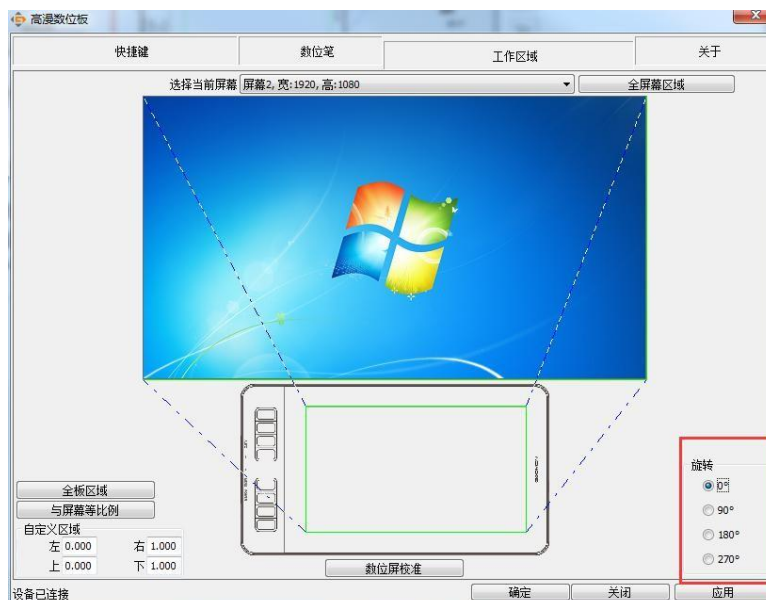 高漫数位板
快捷键 数位笔 工作区域 关于
选择当前屏幕 屏幕2, 宽:1920, 高:1080 全屏幕区域
旋转
0°
90°
180°
270°
全板区域
与屏幕等比例
自定义区域
左 0.000 右 1.000
上 0.000 下 1.000
数位屏校准
设备已连接 确定 关闭 应用